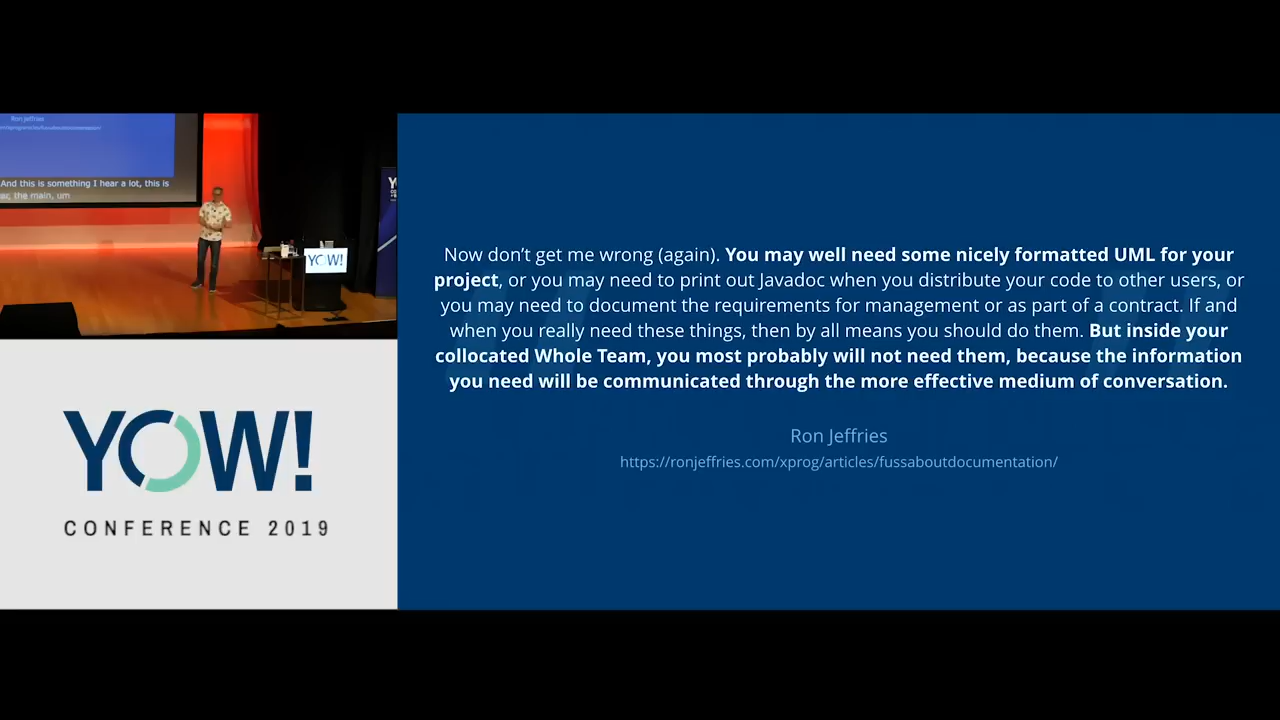 Ron Jeffries
And this is something I hear a lot, this is
the main, um
YOW!
YOW!
CONFERENCE 2019
Now don't get me wrong (again). You may well need some nicely formatted UML for your
project, or you may need to print out Javadoc when you distribute your code to other users, or
you may need to document the requirements for management or as part of a contract. If and
when you really need these things, then by all means you should do them. But inside your
collocated Whole Team, you most probably will not need them, because the information
you need will be communicated through the more effective medium of conversation.
Ron Jeffries
https://ronjeffries.com/xprog/articles/fussaboutdocumentation/